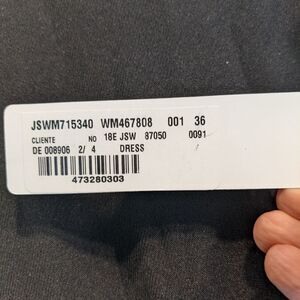 JSWM715340 WM467808 001 36
CLIENTE NO 18E JSW 87050 0091
DE 008906 2/ 4 DRESS
473280303